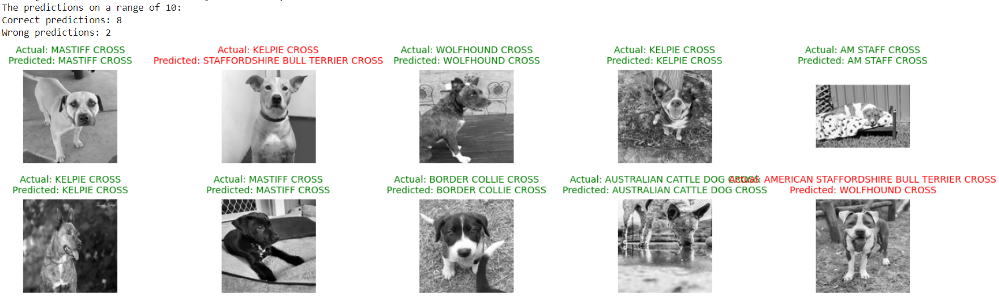 The predictions on a range of 10:
Correct predictions: 8
Wrong predictions: 2
Actual: MASTIFF CROSS
Predicted: MASTIFF CROSS
Actual: KELPIE CROSS
Predicted: STAFFORDSHIRE BULL TERRIER CROSS
Actual: WOLFHOUND CROSS
Predicted: WOLFHOUND CROSS
Actual: KELPIE CROSS
Predicted: KELPIE CROSS
Actual: AM STAFF CROSS
Predicted: AM STAFF CROSS
Actual: KELPIE CROSS
Predicted: KELPIE CROSS
Actual: MASTIFF CROSS
Predicted: MASTIFF CROSS
Actual: BORDER COLLIE CROSS
Predicted: BORDER COLLIE CROSS
Actual: AUSTRALIAN CATTLE DOG CROSS
Predicted: AUSTRALIAN CATTLE DOG CROSS
Actual: AMERICAN STAFFORDSHIRE BULL TERRIER CROSS
Predicted: WOLFHOUND CROSS